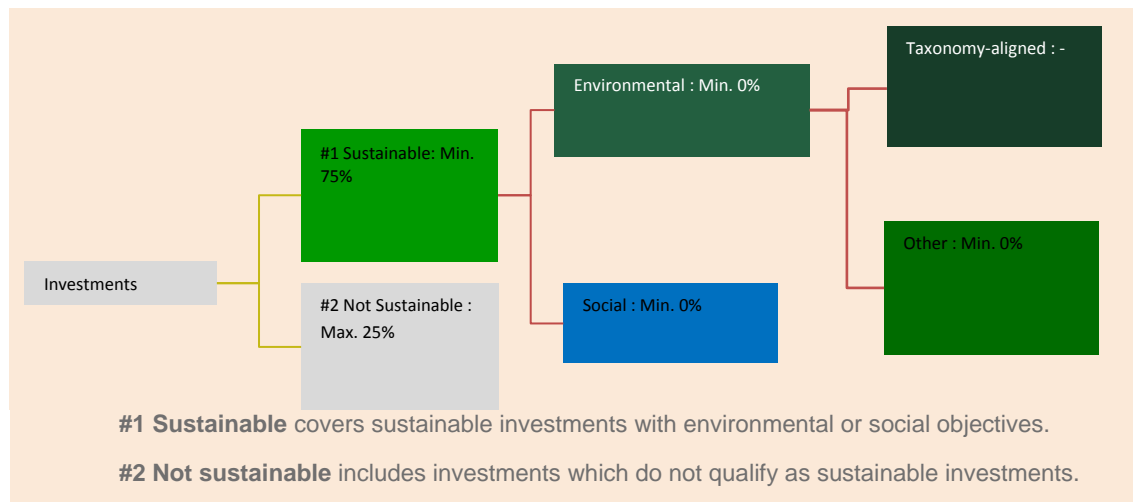 Taxonomy-aligned : -
Environmental : Min. 0%
#1 Sustainable: Min.
75%
Other : Min. 0%
Investments
#2 Not Sustainable :
Max. 25%
Social : Min. 0%
#1 Sustainable covers sustainable investments with environmental or social objectives.
#2 Not sustainable includes investments which do not qualify as sustainable investments.